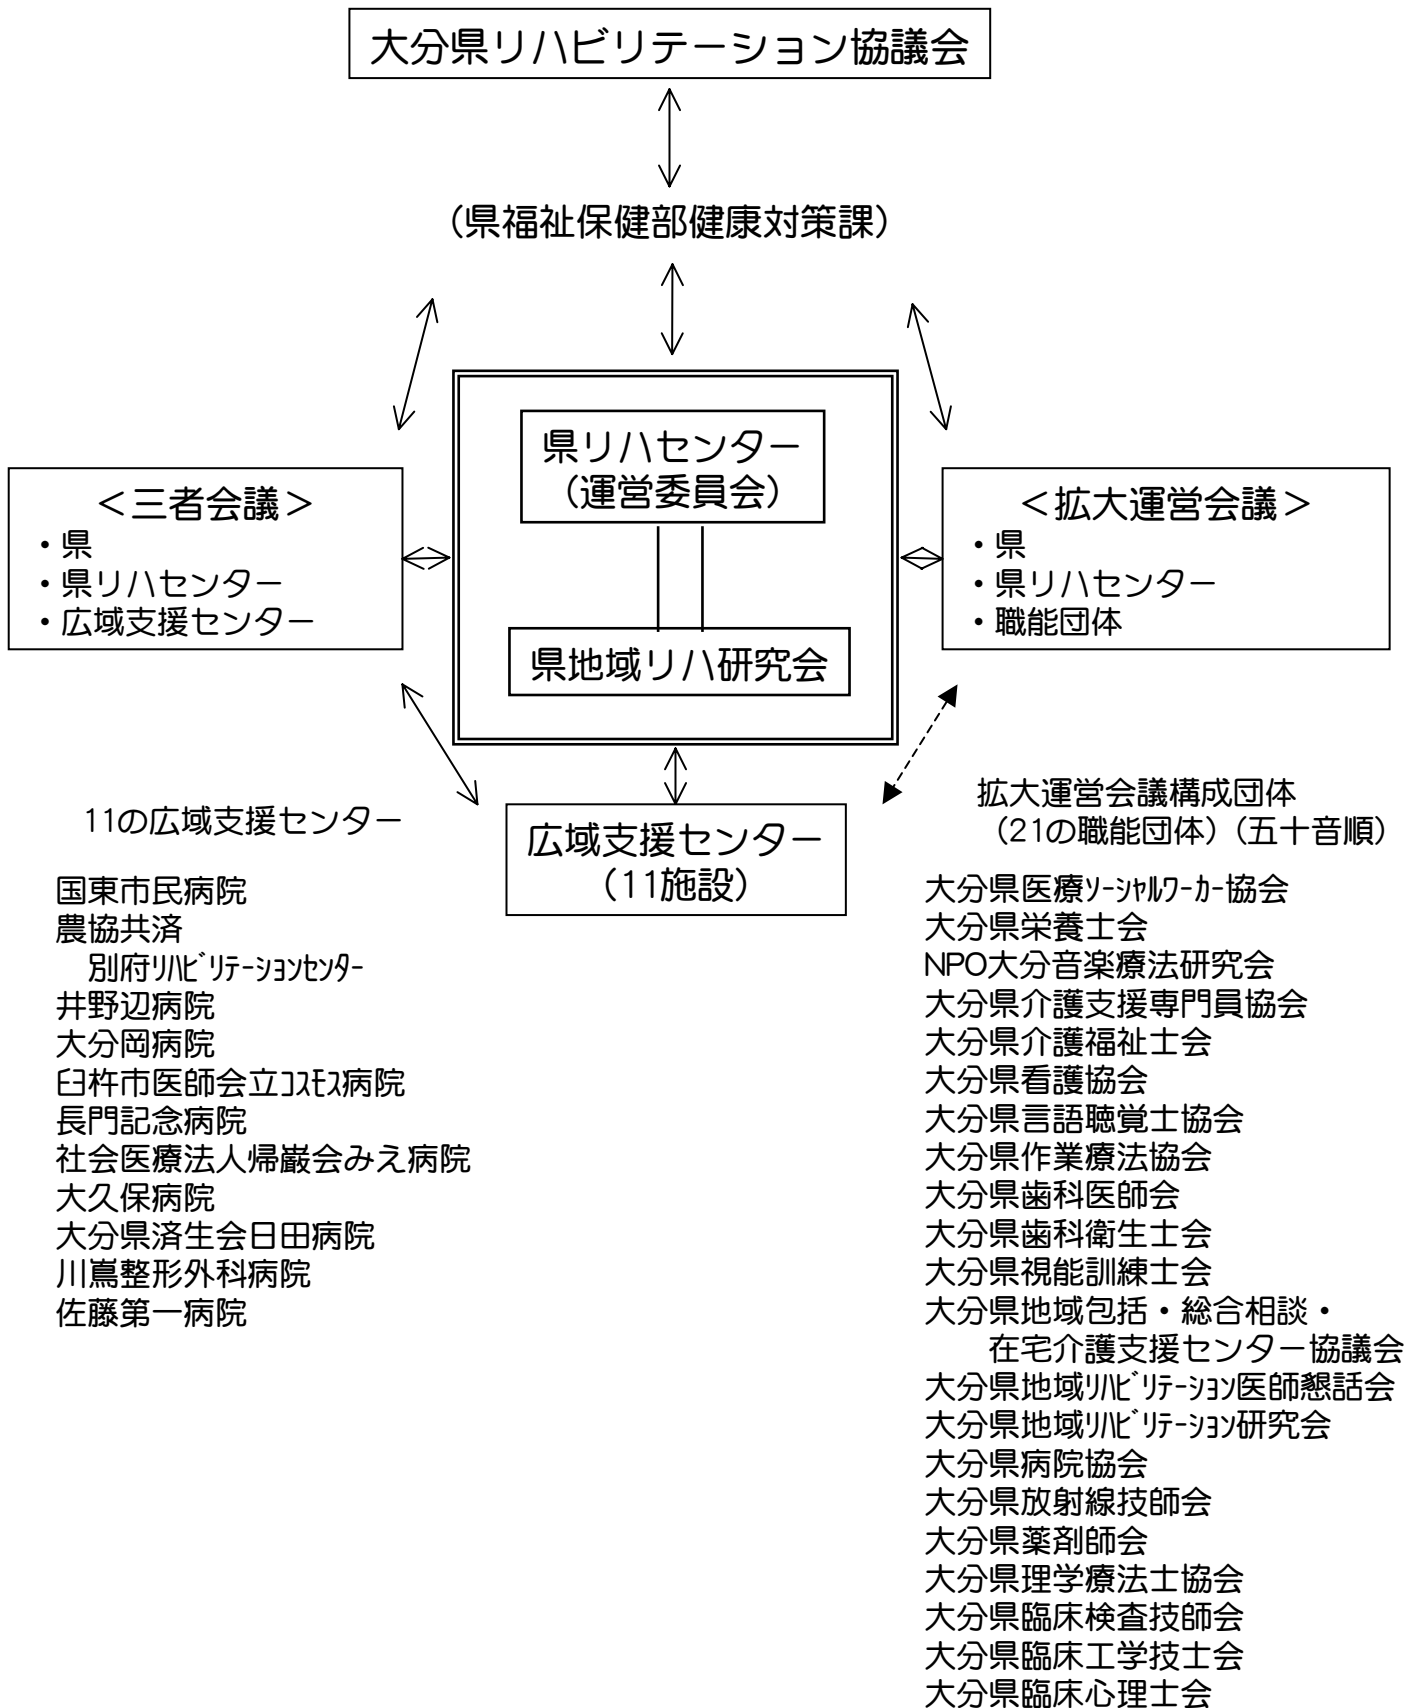 大分県リハビリテーション協議会
(県福祉保健部健康対策課)
県リハセンター
(運営委員会)
県地域リハ研究会
＜三者会議＞
・県
・県リハセンター
・広域支援センター
＜拡大運営会議＞
・県
・県リハセンター
・職能団体
広域支援センター
(11施設)
11の広域支援センター
国東市民病院
農協共済
別府ﾘﾊﾋﾞﾘﾃｰｼｮﾝｾﾝﾀｰ
井野辺病院
大分岡病院
臼杵市医師会立ｺｽﾓｽ病院
長門記念病院
社会医療法人帰巌会みえ病院
大久保病院
大分県済生会日田病院
川嶌整形外科病院
佐藤第一病院
拡大運営会議構成団体
(21の職能団体)(五十音順)
大分県医療ｿｰｼｬﾙﾜｰｶｰ協会
大分県栄養士会
NPO大分音楽療法研究会
大分県介護支援専門員協会
大分県介護福祉士会
大分県看護協会
大分県言語聴覚士協会
大分県作業療法協会
大分県歯科医師会
大分県歯科衛生士会
大分県視能訓練士会
大分県地域包括・総合相談・
在宅介護支援センター協議会
大分県地域ﾘﾊﾋﾞﾘﾃｰｼｮﾝ医師懇話会
大分県地域ﾘﾊﾋﾞﾘﾃｰｼｮﾝ研究会
大分県病院協会
大分県放射線技師会
大分県薬剤師会
大分県理学療法士協会
大分県臨床検査技師会
大分県臨床工学技士会
大分県臨床心理士会